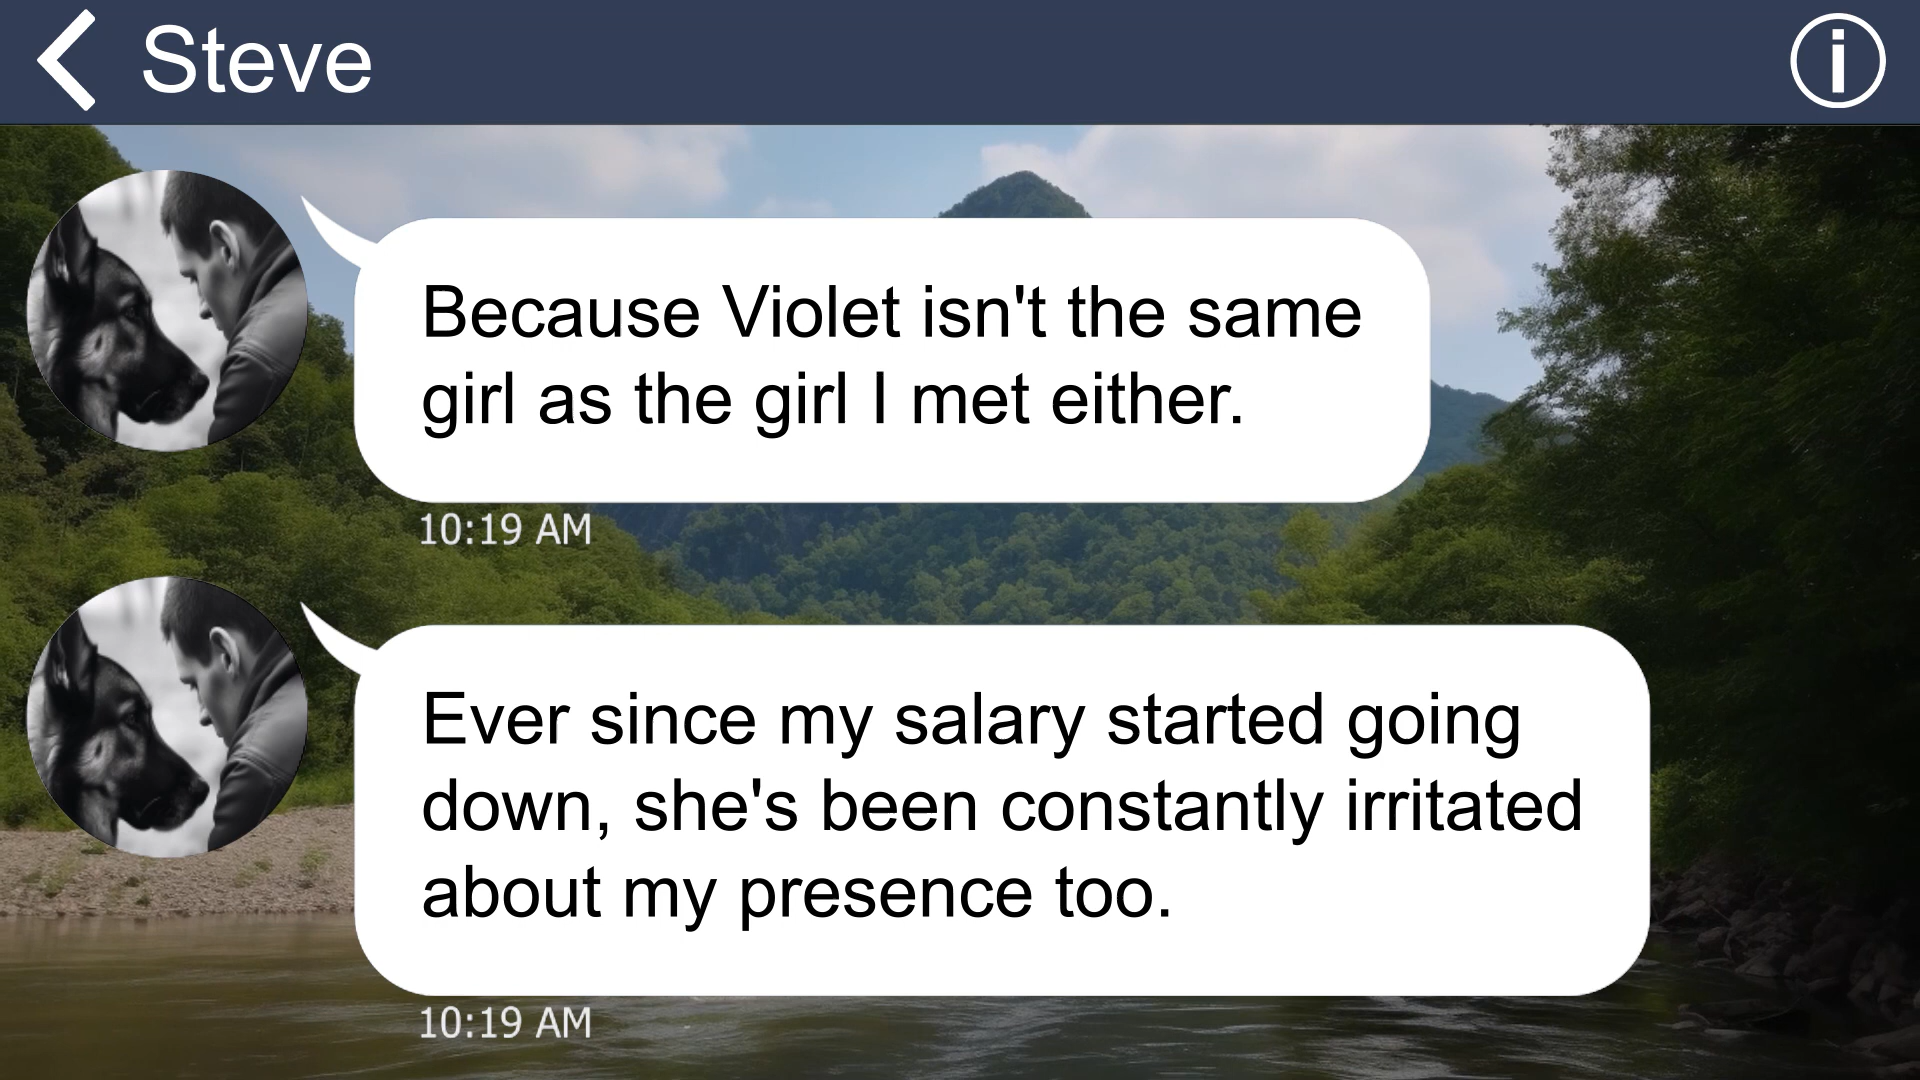 Steve
Because Violet isn't the same
girl as the girl I met either.
10:19 AM
Ever since my salary started going
down, she's been constantly irritated
about my presence too.
10:19 AM